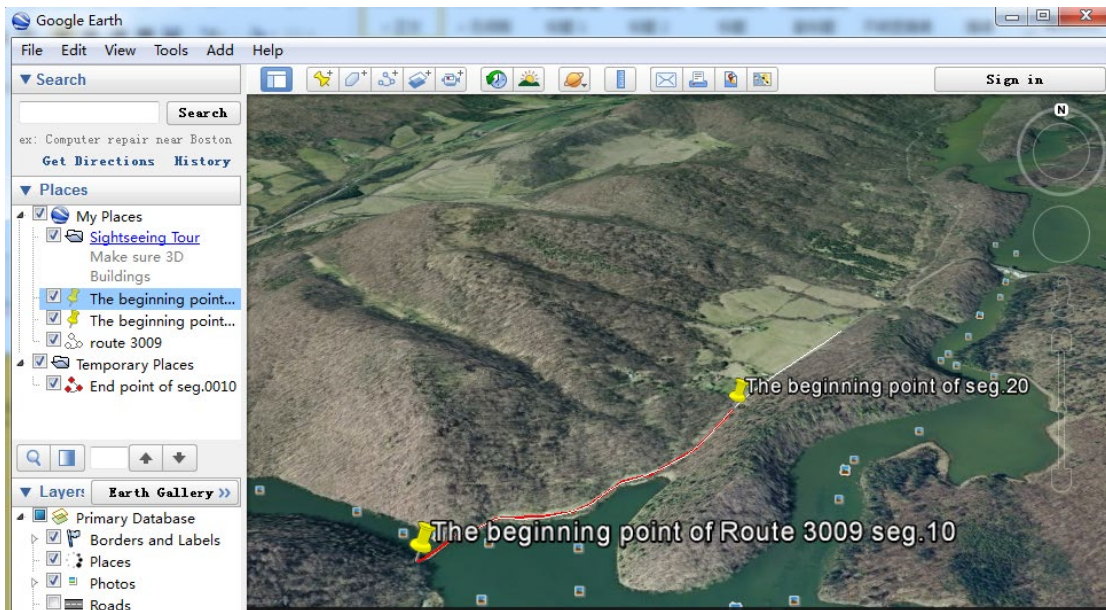 Google Earth
File Edit View Tools Add Help
Search
Sign in
Search
ex: Computer repair near Boston
Get Directions History
Places
My Places
Sightseeing Tour
Make sure 3D
Buildings
The beginning point...
The beginning point...
route 3009
Temporary Places
End point of seg.0010
Layers
Earth Gallery >>
Primary Database
Borders and Labels
Places
Photos
Roads
N
The beginning point of seg.20
The beginning point of Route 3009 seg.10